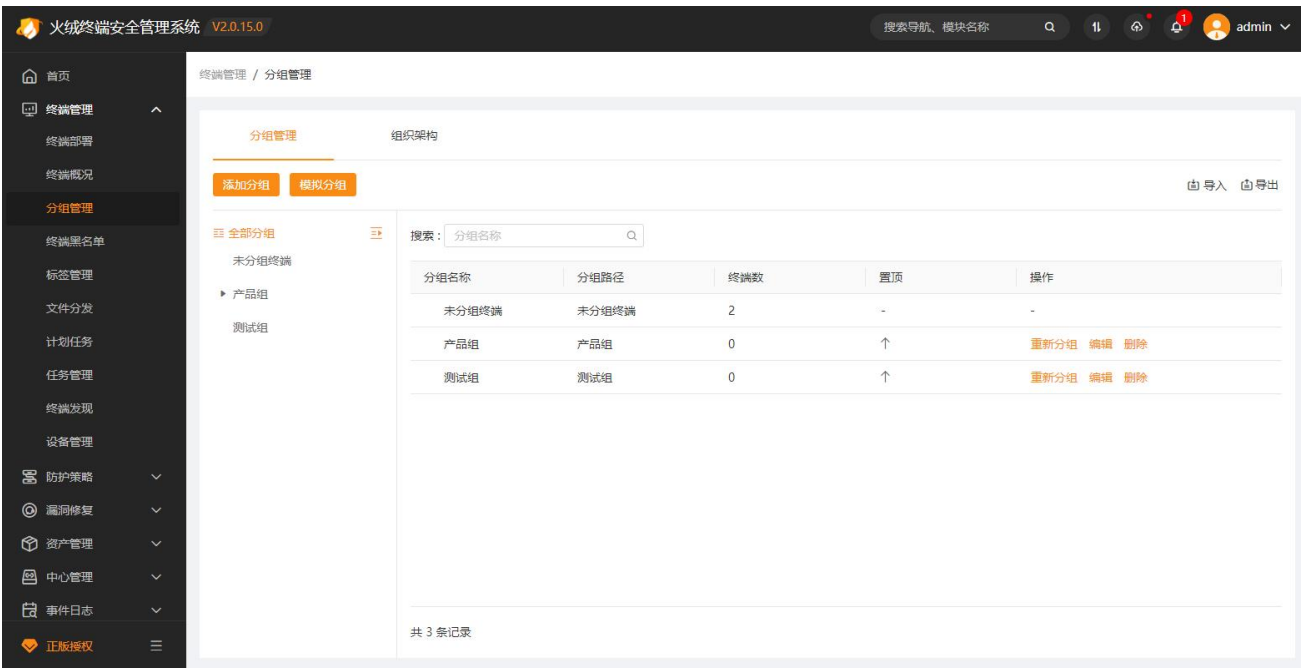 火绒终端安全管理系统 V2.0.15.0
搜索导航、模块名称
1
admin
首页
终端管理
终端部署
终端概况
分组管理
终端黑名单
标签管理
文件分发
计划任务
任务管理
终端发现
设备管理
防护策略
漏洞修复
资产管理
中心管理
事件日志
正版授权
终端管理 / 分组管理
分组管理 组织架构
添加分组 模拟分组 导入 导出
全部分组
未分组终端
产品组
测试组
搜索： 分组名称
分组名称 分组路径 终端数 置顶 操作
未分组终端 未分组终端 2 - -
产品组 产品组 0 ↑ 重新分组 编辑 删除
测试组 测试组 0 ↑ 重新分组 编辑 删除
共 3 条记录